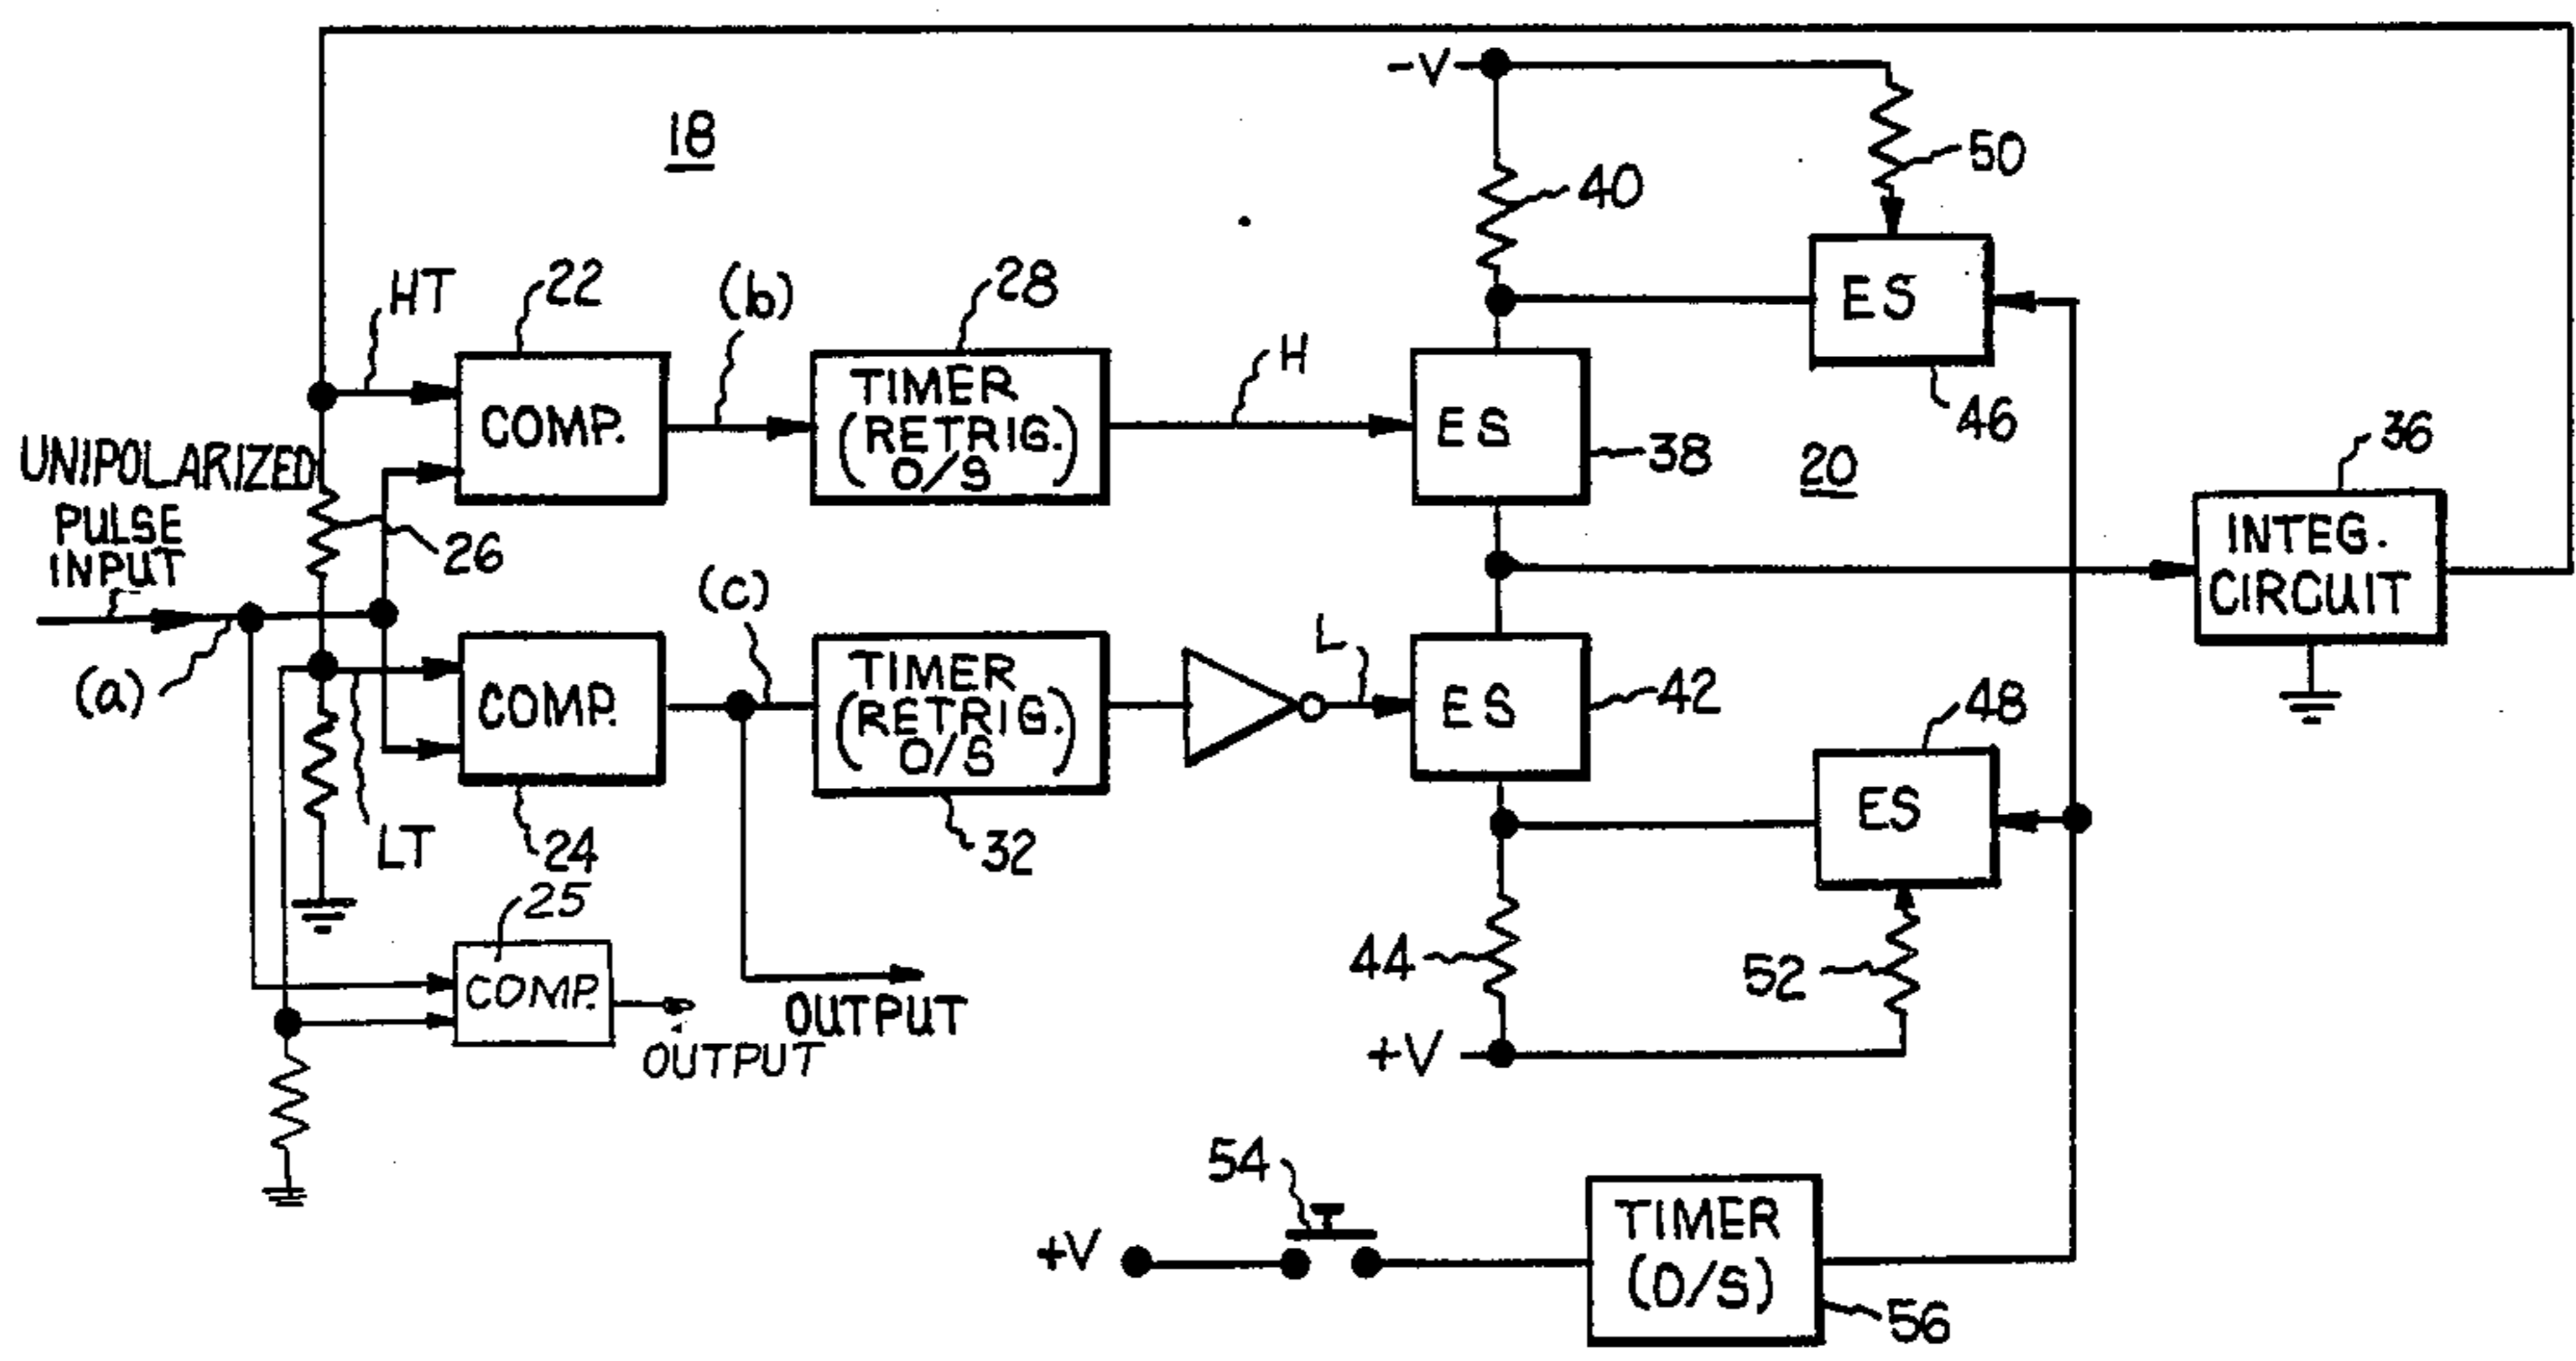 -V
18
50
40
HT
22
(b)
28
H
ES
46
COMP.
TIMER
(RETRIG.
O/S)
ES
38
20
36
UNIPOLARIZED
PULSE
INPUT
26
INTEG.
CIRCUIT
(a)
(c)
L
COMP.
TIMER
(RETRIG.
O/S)
ES
42
48
ES
LT
24
32
25
COMP.
OUTPUT
OUTPUT
44
52
+V
54
+V
TIMER
(O/S)
56